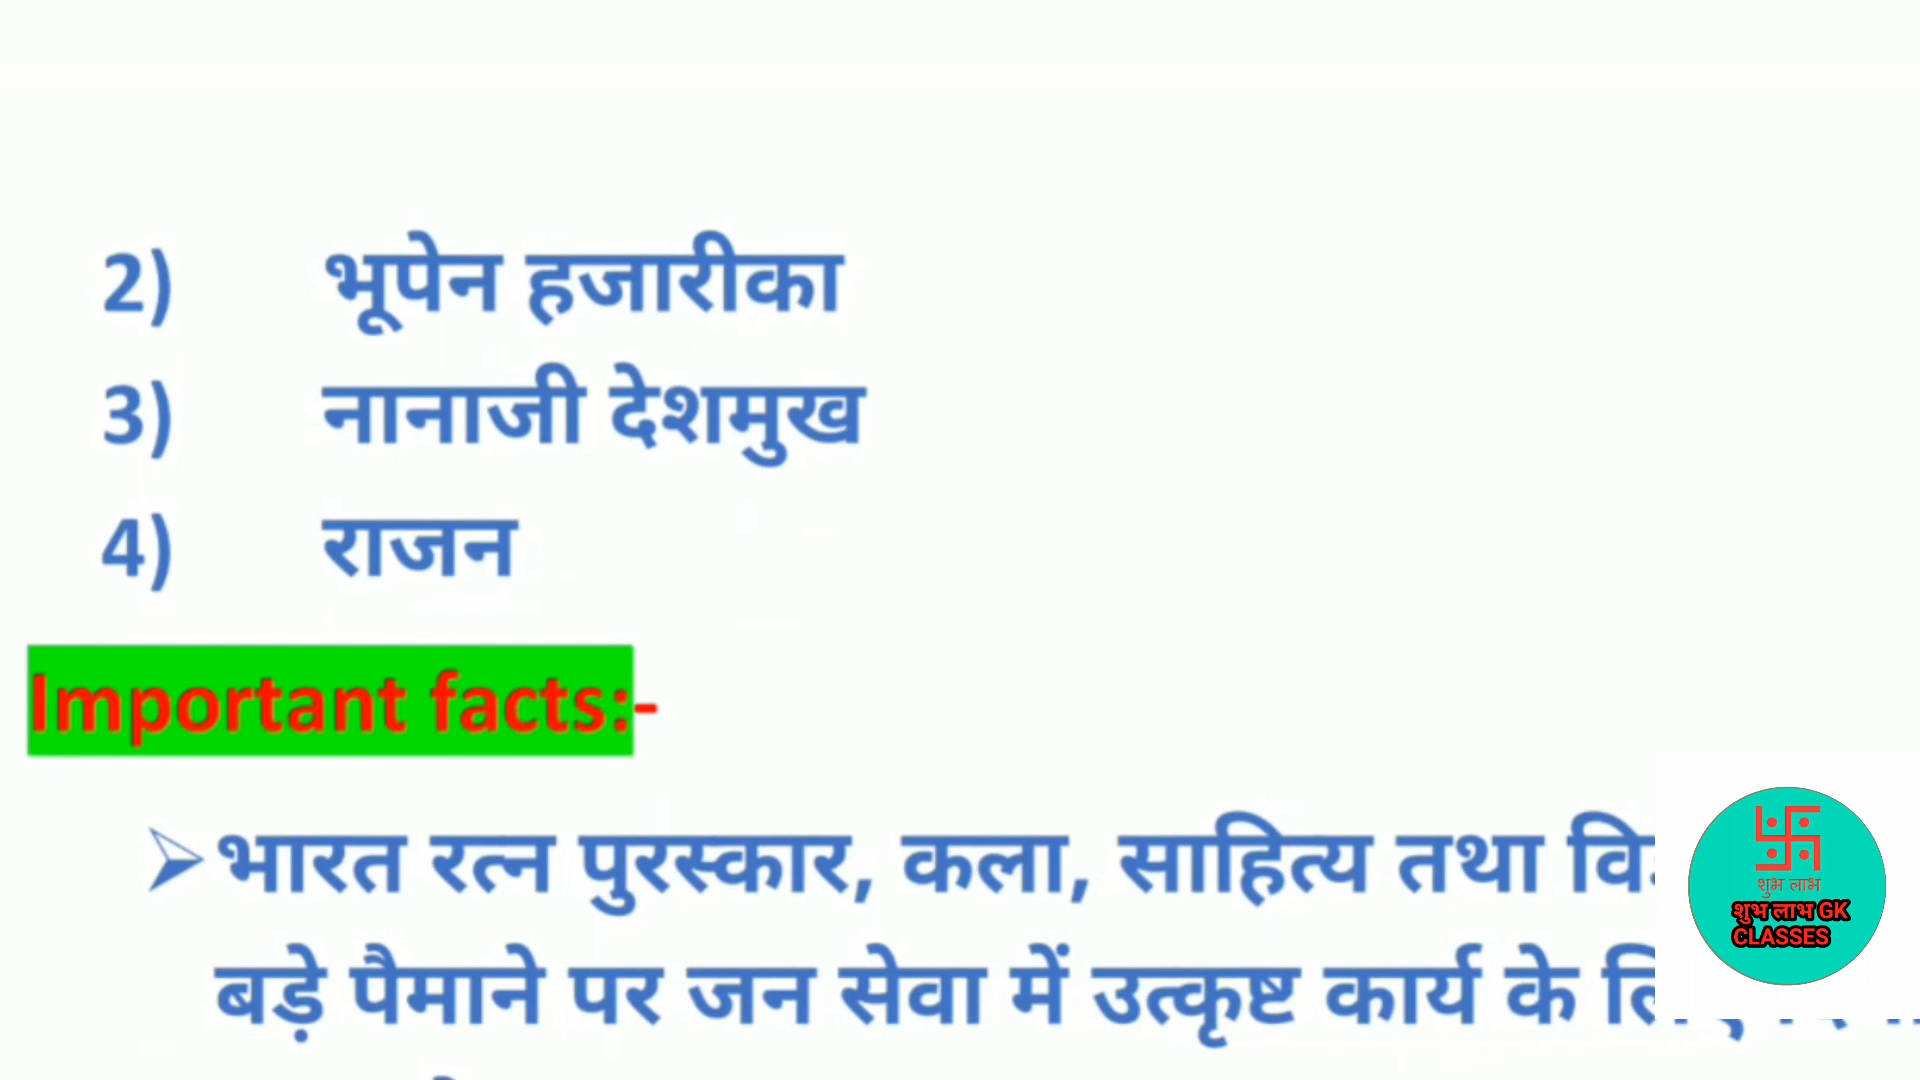 2) भूपेन हजारीका
3) नानाजी देशमुख
4) राजन
Important facts:-
भारत रत्न पुरस्कार, कला, साहित्य तथा
बड़े पैमाने पर जन सेवा में उत्कृष्ट कार्य के
शुभ लाभ
शुभ लाभ GK
CLASSES